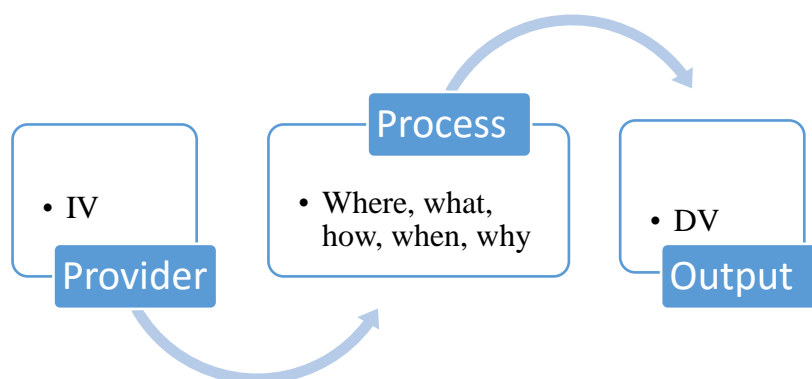 • IV
Provider
Process
• Where, what,
how, when, why
• DV
Output